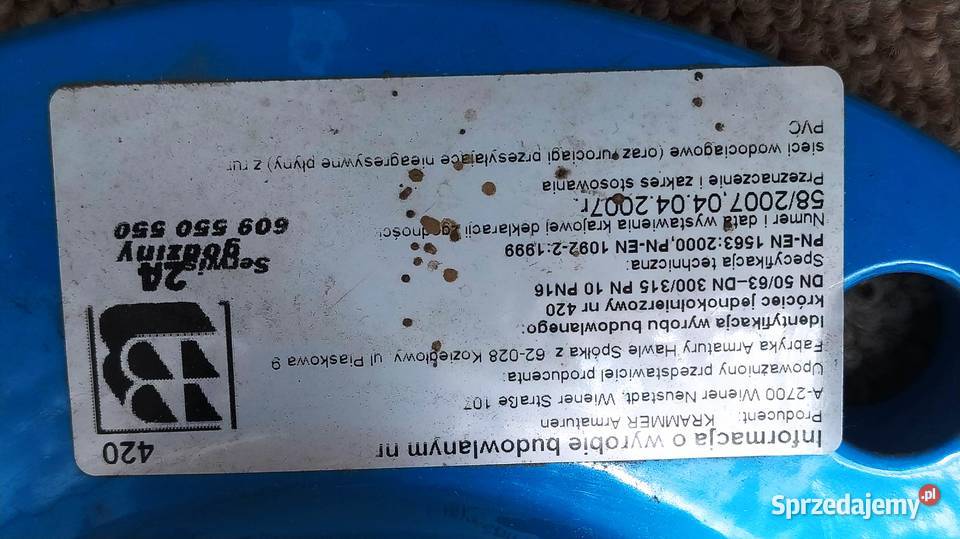 Informacja o wyrobie budowlanym nr 420
Producent: KRAMMER Armaturen
A-2700 Wiener Neustadt, Wiener Straße 107
Upoważniony przedstawiciel producenta:
Fabryka Armatury Hawle Spółka z 62-028 Koziegłowy ul Piaskowa 9
Identyfikacja wyrobu budowlanego:
króciec jednokołnierzowy nr 420
DN 50/63–DN 300/315 PN 10 PN16
Specyfikacja techniczna:
PN-EN 1563:2000,PN-EN 1092-2:1999
Numer i data wystawienia krajowej deklaracji zgodności
58/2007,04.04.2007r.
Przeznaczenie i zakres stosowania
sieci wodociągowe (oraz rurociągi przesyłające nieagresywne płyny) z rur
PVC
24
Serwis
godziny
609 550 550
Sprzedajemy.pl